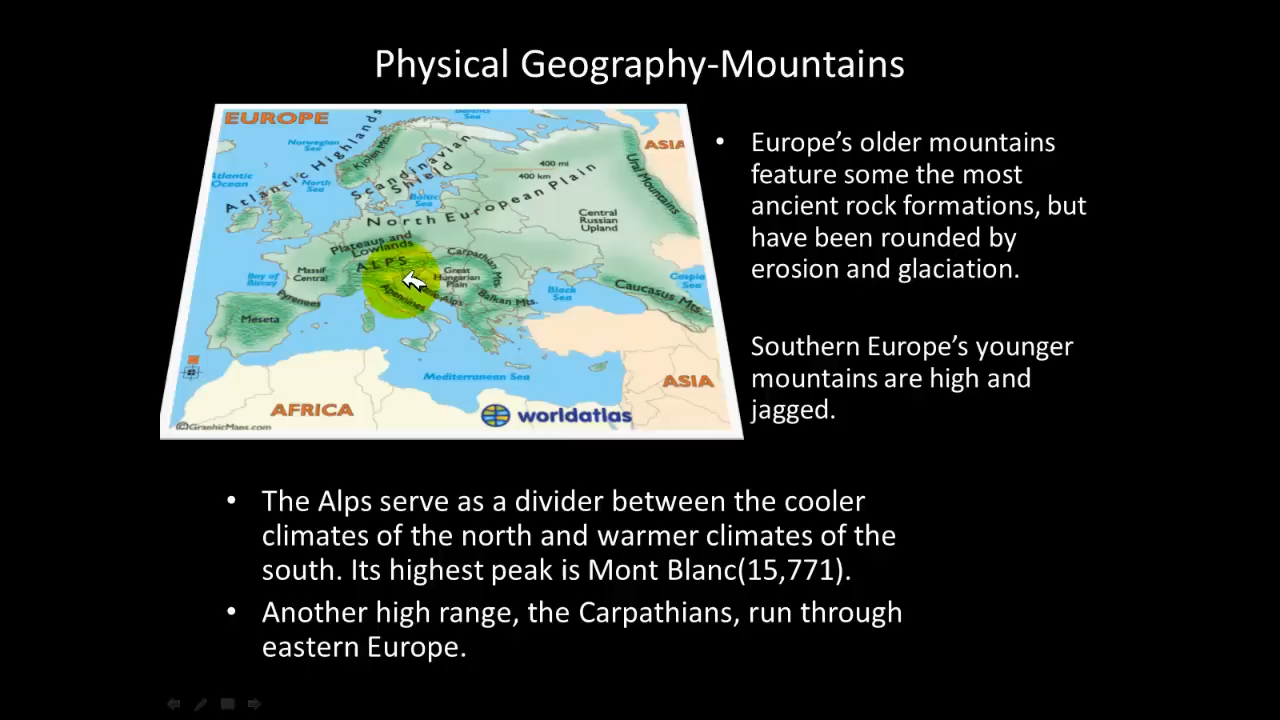 Physical Geography-Mountains
EUROPE
Barents
Sea
Norwegian
Sea
ASIA
Atlantic Highlands
Kjolen Mts.
Scandinavian
Shield
400 mi
400 km
Ural Mountains
Atlantic
Ocean
North
Sea
Baltic
Sea
North European Plain
Central
Russian
Upland
Plateaus and
Lowlands
ALPS
Carpathian Mts.
Bay of
Biscay
Massif
Central
Great
Hungarian
Plain
Caspian
Sea
Pyrenees
Apennines
Alps
Balkan Mts.
Black
Sea
Caucasus Mts.
Meseta
Mediterranean Sea
ASIA
AFRICA
worldatlas
©GraphicMaps.com
• Europe’s older mountains
feature some the most
ancient rock formations, but
have been rounded by
erosion and glaciation.
Southern Europe’s younger
mountains are high and
jagged.
• The Alps serve as a divider between the cooler
climates of the north and warmer climates of the
south. Its highest peak is Mont Blanc(15,771).
• Another high range, the Carpathians, run through
eastern Europe.